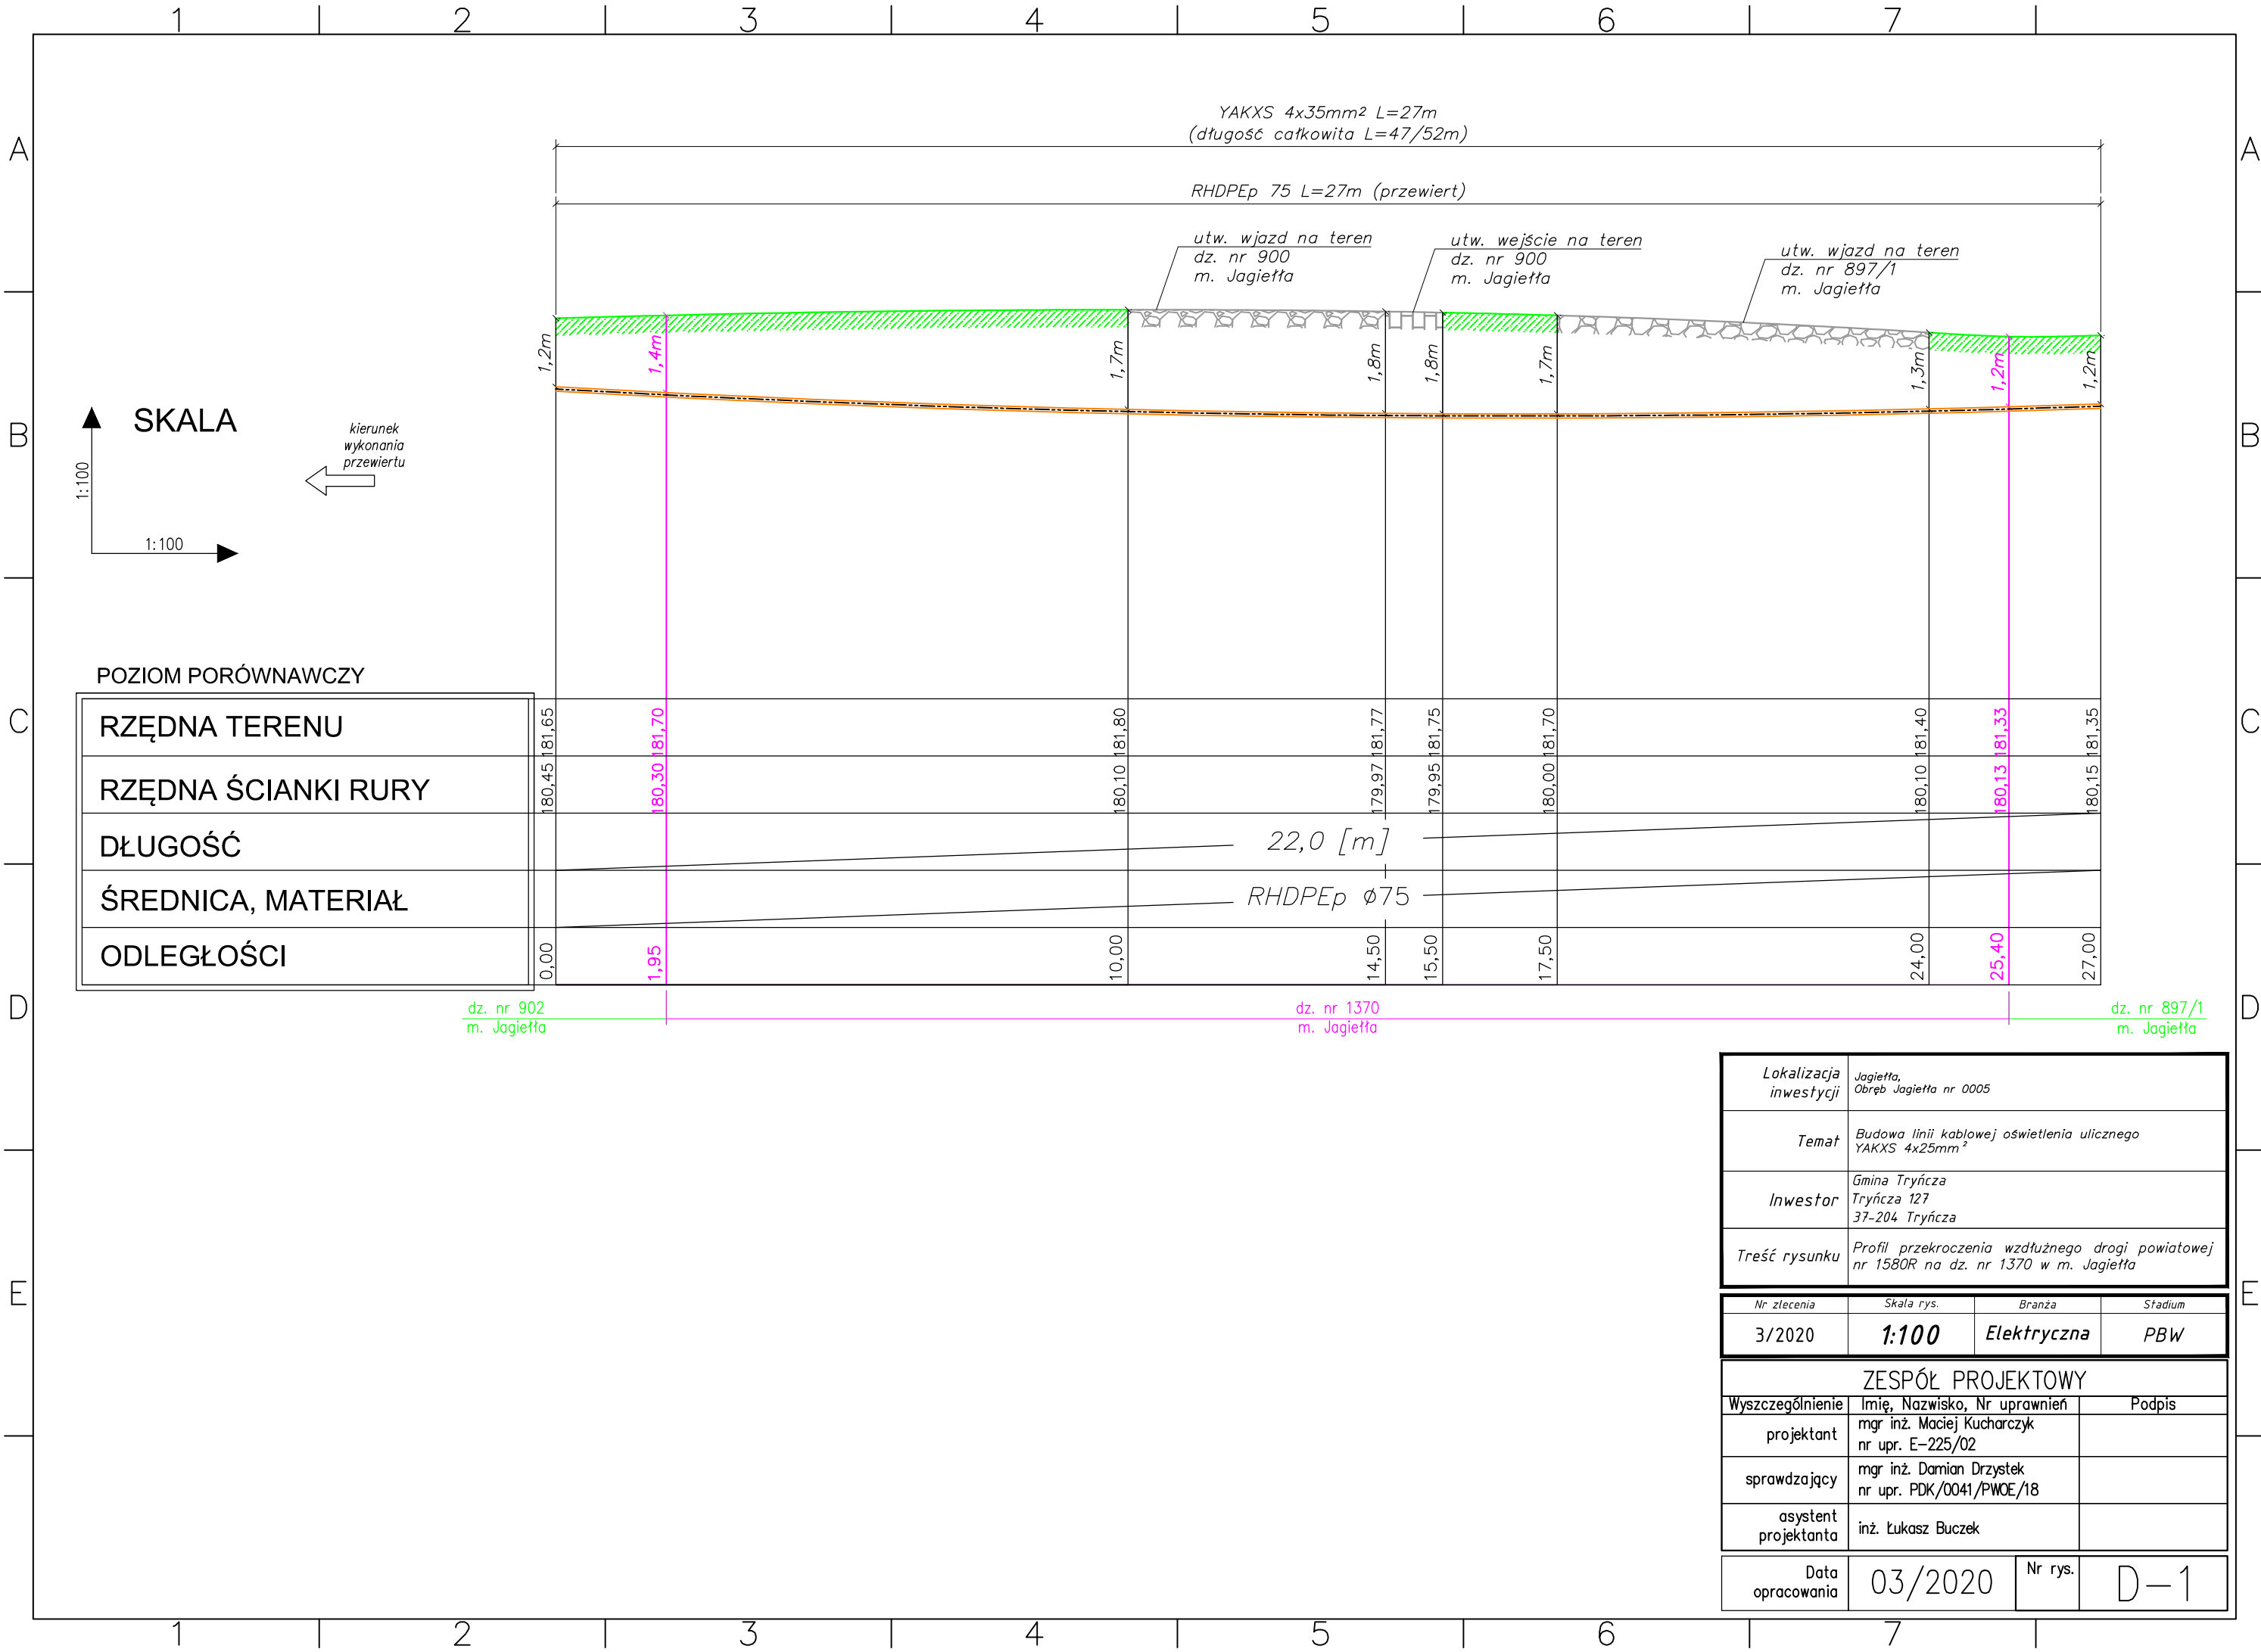 1 2 3 4 5 6 7
A A
B B
C C
D D
E E
YAKXS 4x35mm² L=27m
(długość całkowita L=47/52m)
RHDPEp 75 L=27m (przewiert)
utw. wjazd na teren
dz. nr 900
m. Jagiełła
utw. wejście na teren
dz. nr 900
m. Jagiełła
utw. wjazd na teren
dz. nr 897/1
m. Jagiełła
1,2m 1,4m 1,7m 1,8m 1,8m 1,7m 1,3m 1,2m 1,2m
SKALA
1:100
1:100
kierunek
wykonania
przewiertu
POZIOM PORÓWNAWCZY
RZĘDNA TERENU 181,65 181,70 181,80 181,77 181,75 181,70 181,40 181,33 181,35
RZĘDNA ŚCIANKI RURY 180,45 180,30 180,10 179,97 179,95 180,00 180,10 180,13 180,15
DŁUGOŚĆ 22,0 [m]
ŚREDNICA, MATERIAŁ RHDPEp ϕ75
ODLEGŁOŚCI 0,00 1,95 10,00 14,50 15,50 17,50 24,00 25,40 27,00
dz. nr 902
m. Jagiełła
dz. nr 1370
m. Jagiełła
dz. nr 897/1
m. Jagiełła
Lokalizacja
inwestycji
Jagiełła,
Obręb Jagiełła nr 0005
Temat
Budowa linii kablowej oświetlenia ulicznego
YAKXS 4x25mm²
Inwestor
Gmina Tryńcza
Tryńcza 127
37-204 Tryńcza
Treść rysunku
Profil przekroczenia wzdłużnego drogi powiatowej
nr 1580R na dz. nr 1370 w m. Jagiełła
Nr zlecenia Skala rys. Branża Stadium
3/2020 1:100 Elektryczna PBW
ZESPÓŁ PROJEKTOWY
Wyszczególnienie Imię, Nazwisko, Nr uprawnień Podpis
projektant
mgr inż. Maciej Kucharczyk
nr upr. E-225/02
sprawdzający
mgr inż. Damian Drzystek
nr upr. PDK/0041/PWOE/18
asystent
projektanta
inż. Łukasz Buczek
Data
opracowania
03/2020
Nr rys.
D-1
1 2 3 4 5 6 7